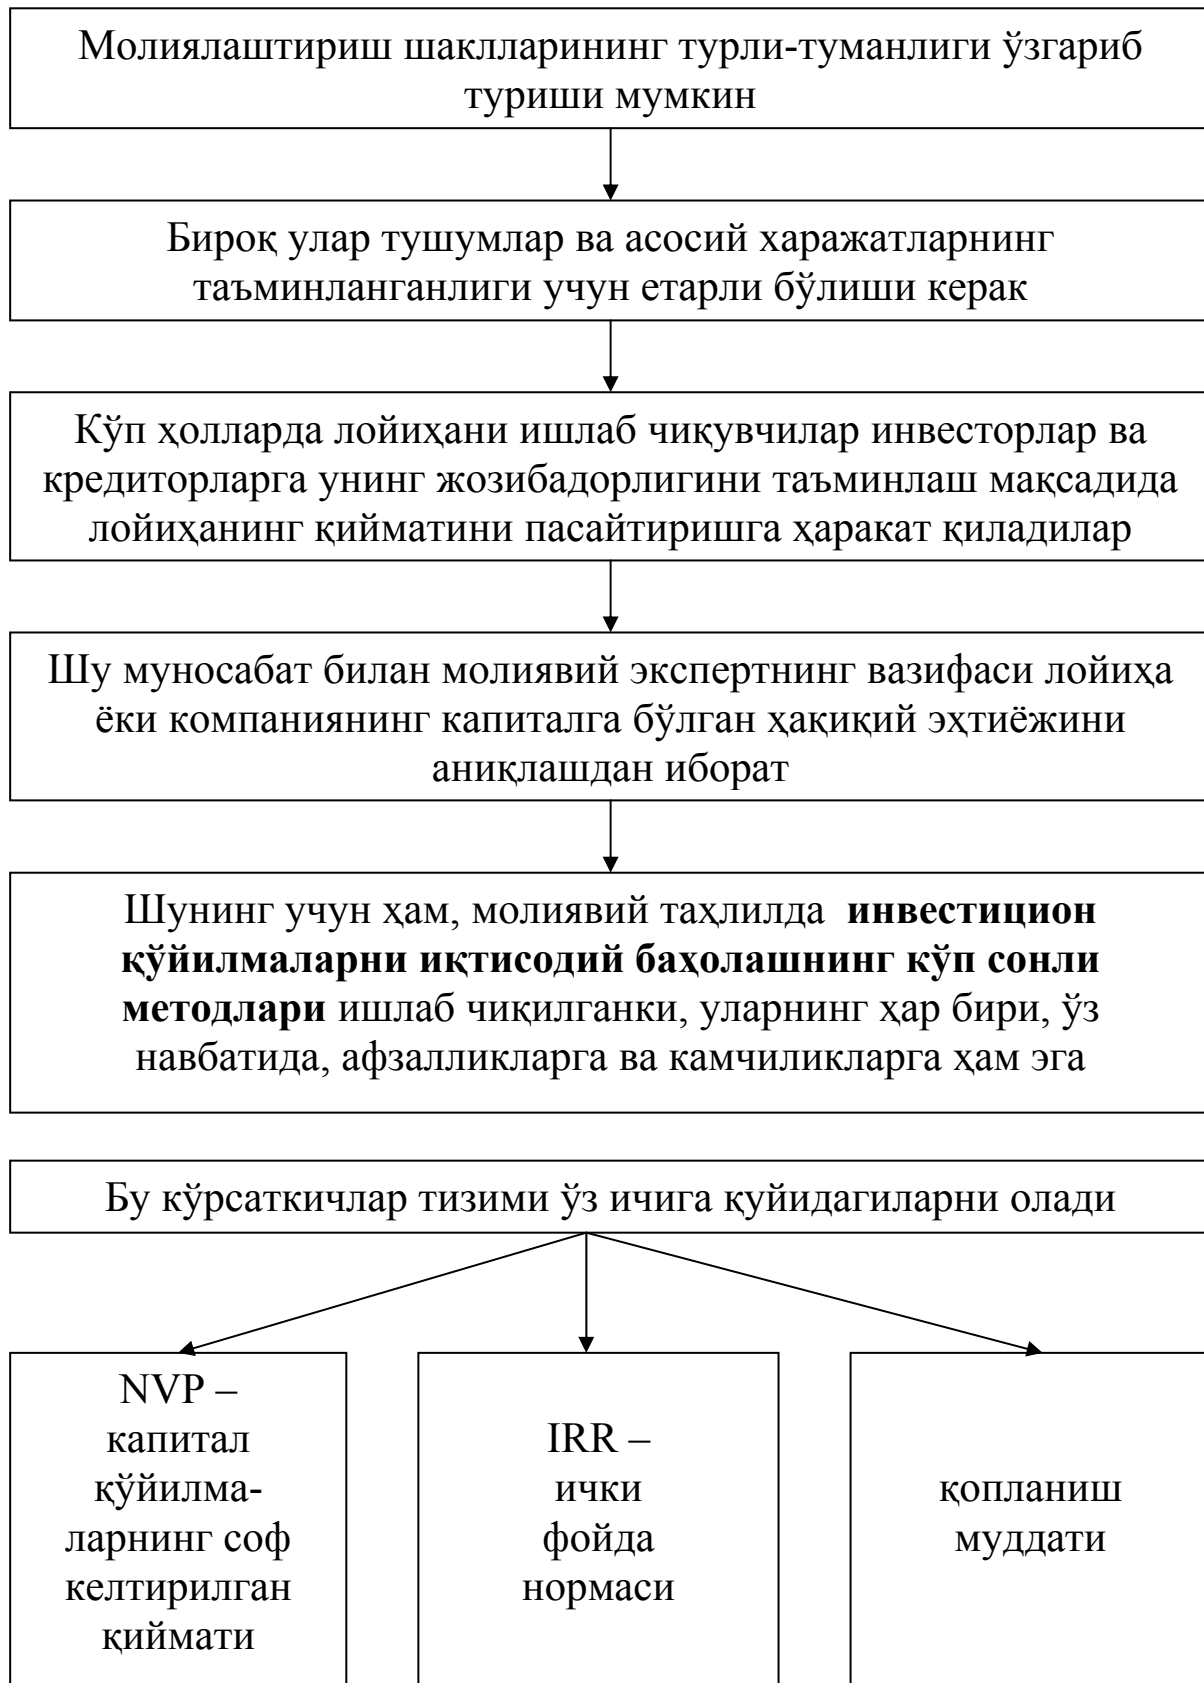 Молиялаштириш шаклларининг турли-туманлиги ўзгариб
туриши мумкин
Бироқ улар тушумлар ва асосий харажатларнинг
таъминланганлиги учун етарли бўлиши керак
Кўп ҳолларда лойиҳани ишлаб чиқувчилар инвесторлар ва
кредиторларга унинг жозибадорлигини таъминлаш мақсадида
лойиҳанинг қийматини пасайтиришга ҳаракат қиладилар
Шу муносабат билан молиявий экспертнинг вазифаси лойиҳа
ёки компаниянинг капиталга бўлган ҳақиқий эҳтиёжини
аниқлашдан иборат
Шунинг учун ҳам, молиявий таҳлилда инвестицион
қўйилмаларни иқтисодий баҳолашнинг кўп сонли
методлари ишлаб чиқилганки, уларнинг ҳар бири, ўз
навбатида, афзалликларга ва камчиликларга ҳам эга
Бу кўрсаткичлар тизими ўз ичига қуйидагиларни олади
NVP –
капитал
қўйилма-
ларнинг соф
келтирилган
қиймати
IRR –
ички
фойда
нормаси
қопланиш
муддати